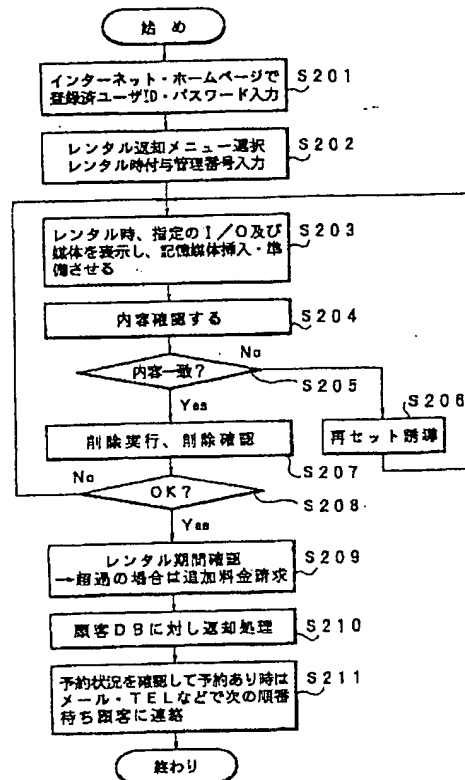 始 め
インターネット・ホームページで
登録済ユーザID・パスワード入力
S201
レンタル返却メニュー選択
レンタル時付与管理番号入力
S202
レンタル時、指定のI/O及び
媒体を表示し、記憶媒体挿入・準
備させる
S203
内容確認する
S204
内容一致?
No
S205
Yes
S206
再セット誘導
削除実行、削除確認
S207
No
OK?
S208
Yes
レンタル期間確認
→超過の場合は追加料金請求
S209
顧客DBに対し返却処理
S210
予約状況を確認して予約あり時は
メール・TELなどで次の順番
待ち顧客に連絡
S211
終わり